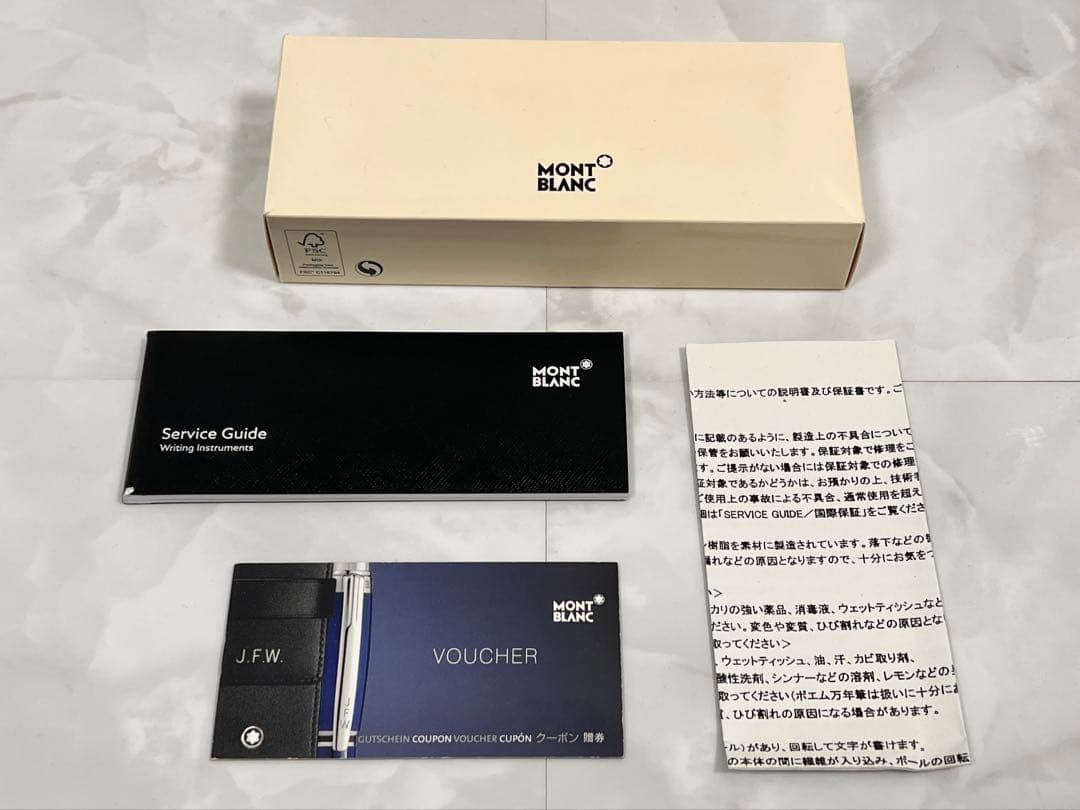 MONT
BLANC
FSC
MIX
FSC® C116794
MONT
BLANC
Service Guide
Writing Instruments
MONT
BLANC
J.F.W.
VOUCHER
JFW
GUTSCHEIN COUPON VOUCHER CUPÓN クーポン 贈券
い方法等についての説明書及び保証書です。ご
に記載のあるように、製造上の不具合について
保管をお願いいたします。保証対象で修理をご
す。ご提示がない場合には保証対象での修理
証対象であるかどうかは、お預かりの上、技術
ご使用上の事故による不具合、通常使用を超え
細は「SERVICE GUIDE／国際保証」をご覧くださ
樹脂を素材に製造されています。落下などの
割れなどの原因となりますので、十分にお気をつ
い＞
カリの強い薬品、消毒液、ウェットティッシュなど
ださい。変色や変質、ひび割れなどの原因とな
取ってください＞
、ウェットティッシュ、油、汗、カビ取り剤、
酸性洗剤、シンナーなどの溶剤、レモンなどの
取ってください（ボエム万年筆は扱いに十分に
、ひび割れの原因になる場合があります。
ール）があり、回転して文字が書けます。
の本体の間に繊維が入り込み、ボールの回転